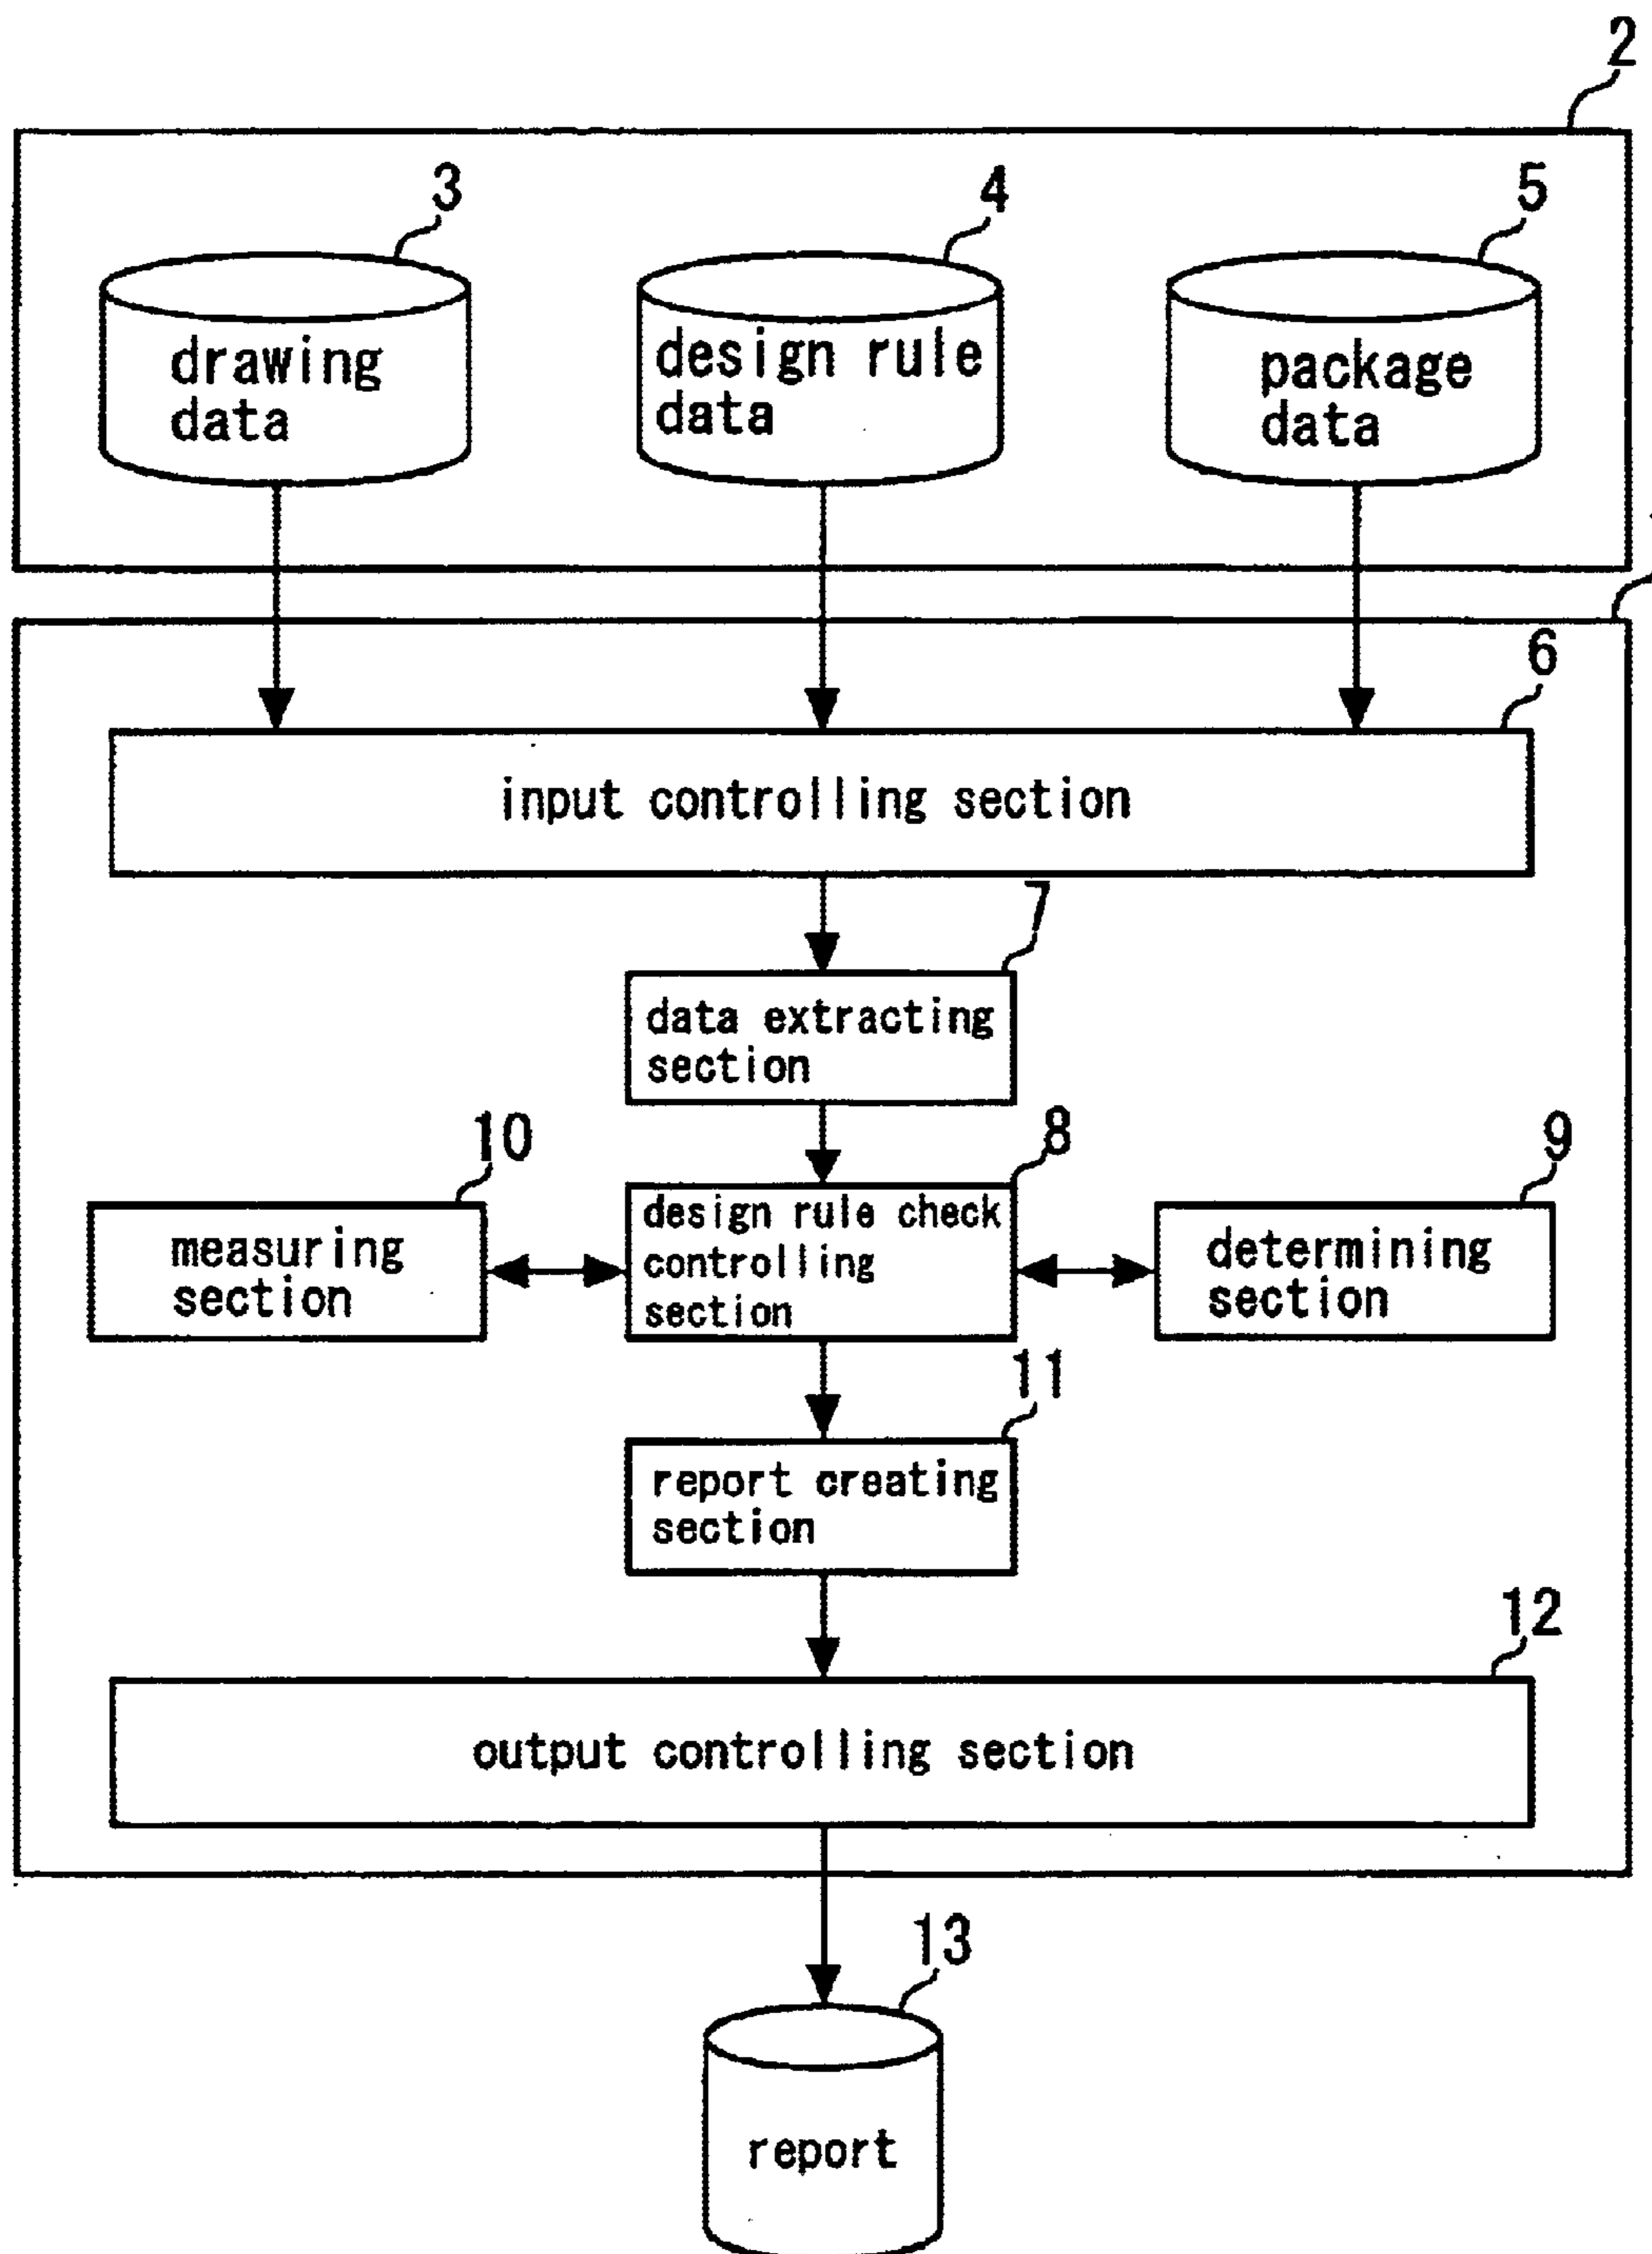 2
3
4
5
drawing
data
design rule
data
package
data
6
input controlling section
7
data extracting
section
10
8
9
measuring
section
design rule check
controlling
section
determining
section
11
report creating
section
12
output controlling section
13
report